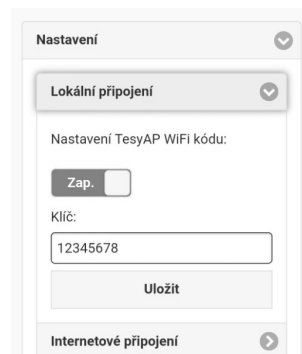 Nastavení
Lokální připojení
Nastavení TesyAP WiFi kódu:
Zap.
Klíč:
12345678
Uložit
Internetové připojení